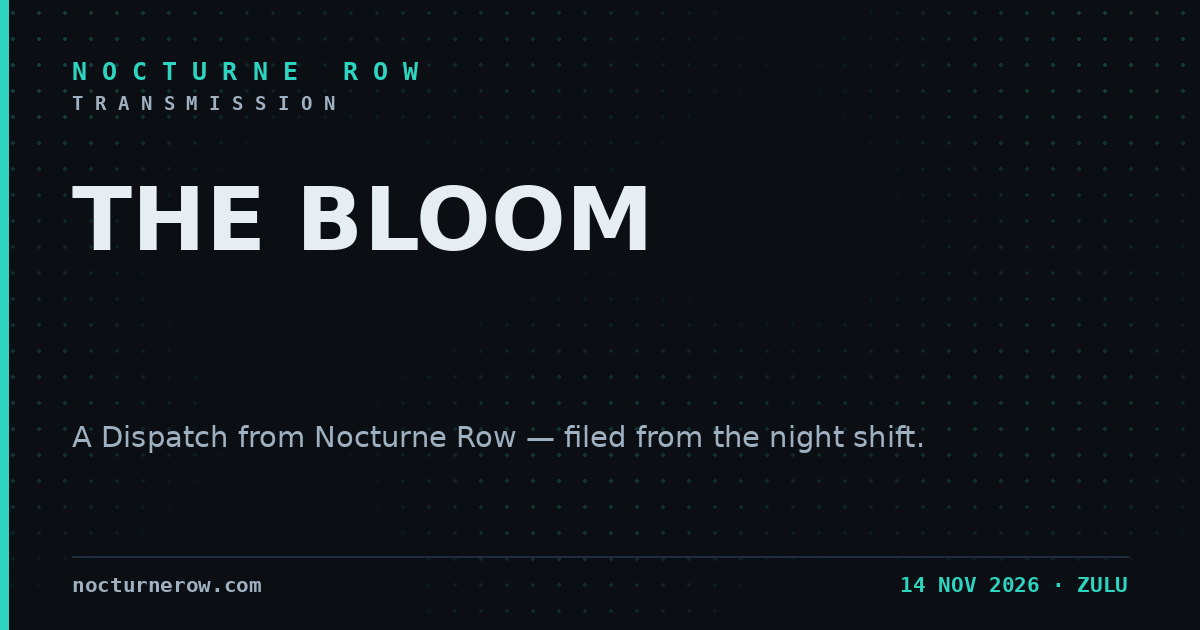 NOCTURNE ROW
TRANSMISSION
THE BLOOM
A Dispatch from Nocturne Row — filed from the night shift.
nocturnerow.com
14 NOV 2026 · ZULU